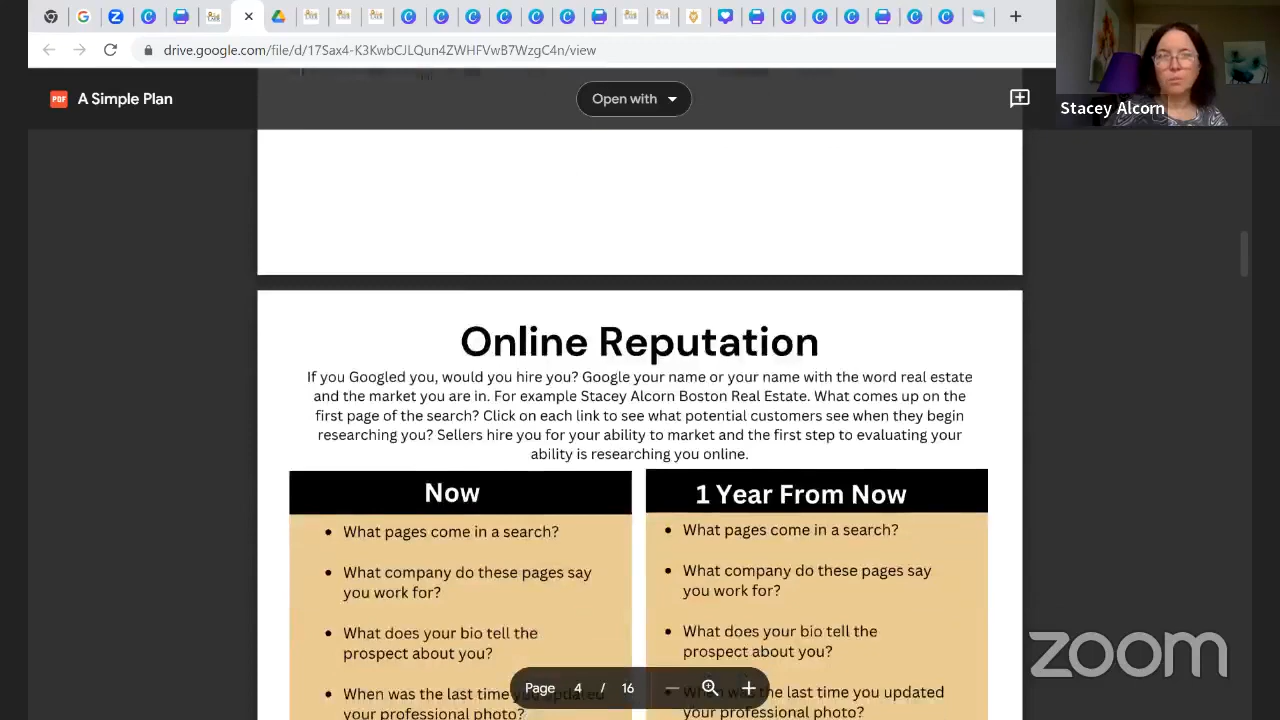 drive.google.com/file/d/17Sax4-K3KwbCJLQun4ZWHFVwB7WzgC4n/view
PDF A Simple Plan
Open with
Stacey Alcorn
Online Reputation
If you Googled you, would you hire you? Google your name or your name with the word real estate
and the market you are in. For example Stacey Alcorn Boston Real Estate. What comes up on the
first page of the search? Click on each link to see what potential customers see when they begin
researching you? Sellers hire you for your ability to market and the first step to evaluating your
ability is researching you online.
Now
• What pages come in a search?
• What company do these pages say
you work for?
• What does your bio tell the
prospect about you?
• When was the last time you updated
your professional photo?
1 Year From Now
• What pages come in a search?
• What company do these pages say
you work for?
• What does your bio tell the
prospect about you?
• When was the last time you updated
your professional photo?
Page 4 / 16
zoom